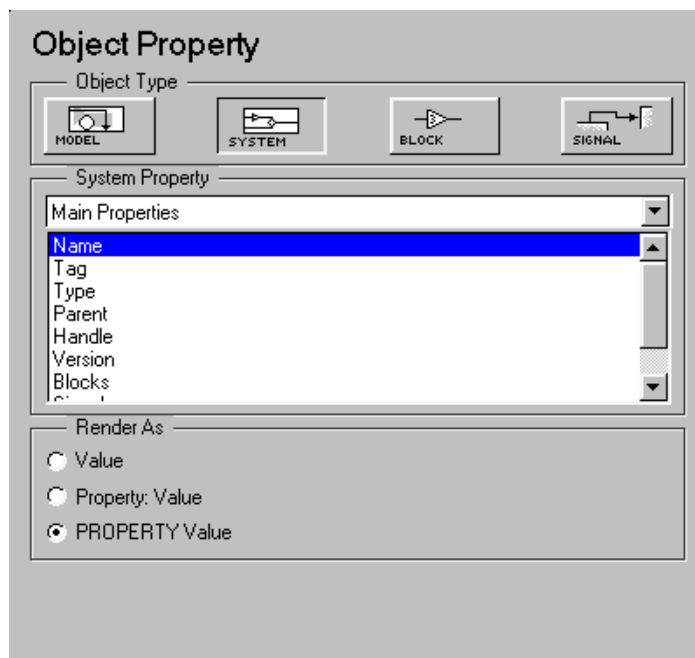 Object Property
Object Type
MODEL SYSTEM BLOCK SIGNAL
System Property
Main Properties
Name
Tag
Type
Parent
Handle
Version
Blocks
Render As
Value
Property: Value
PROPERTY Value